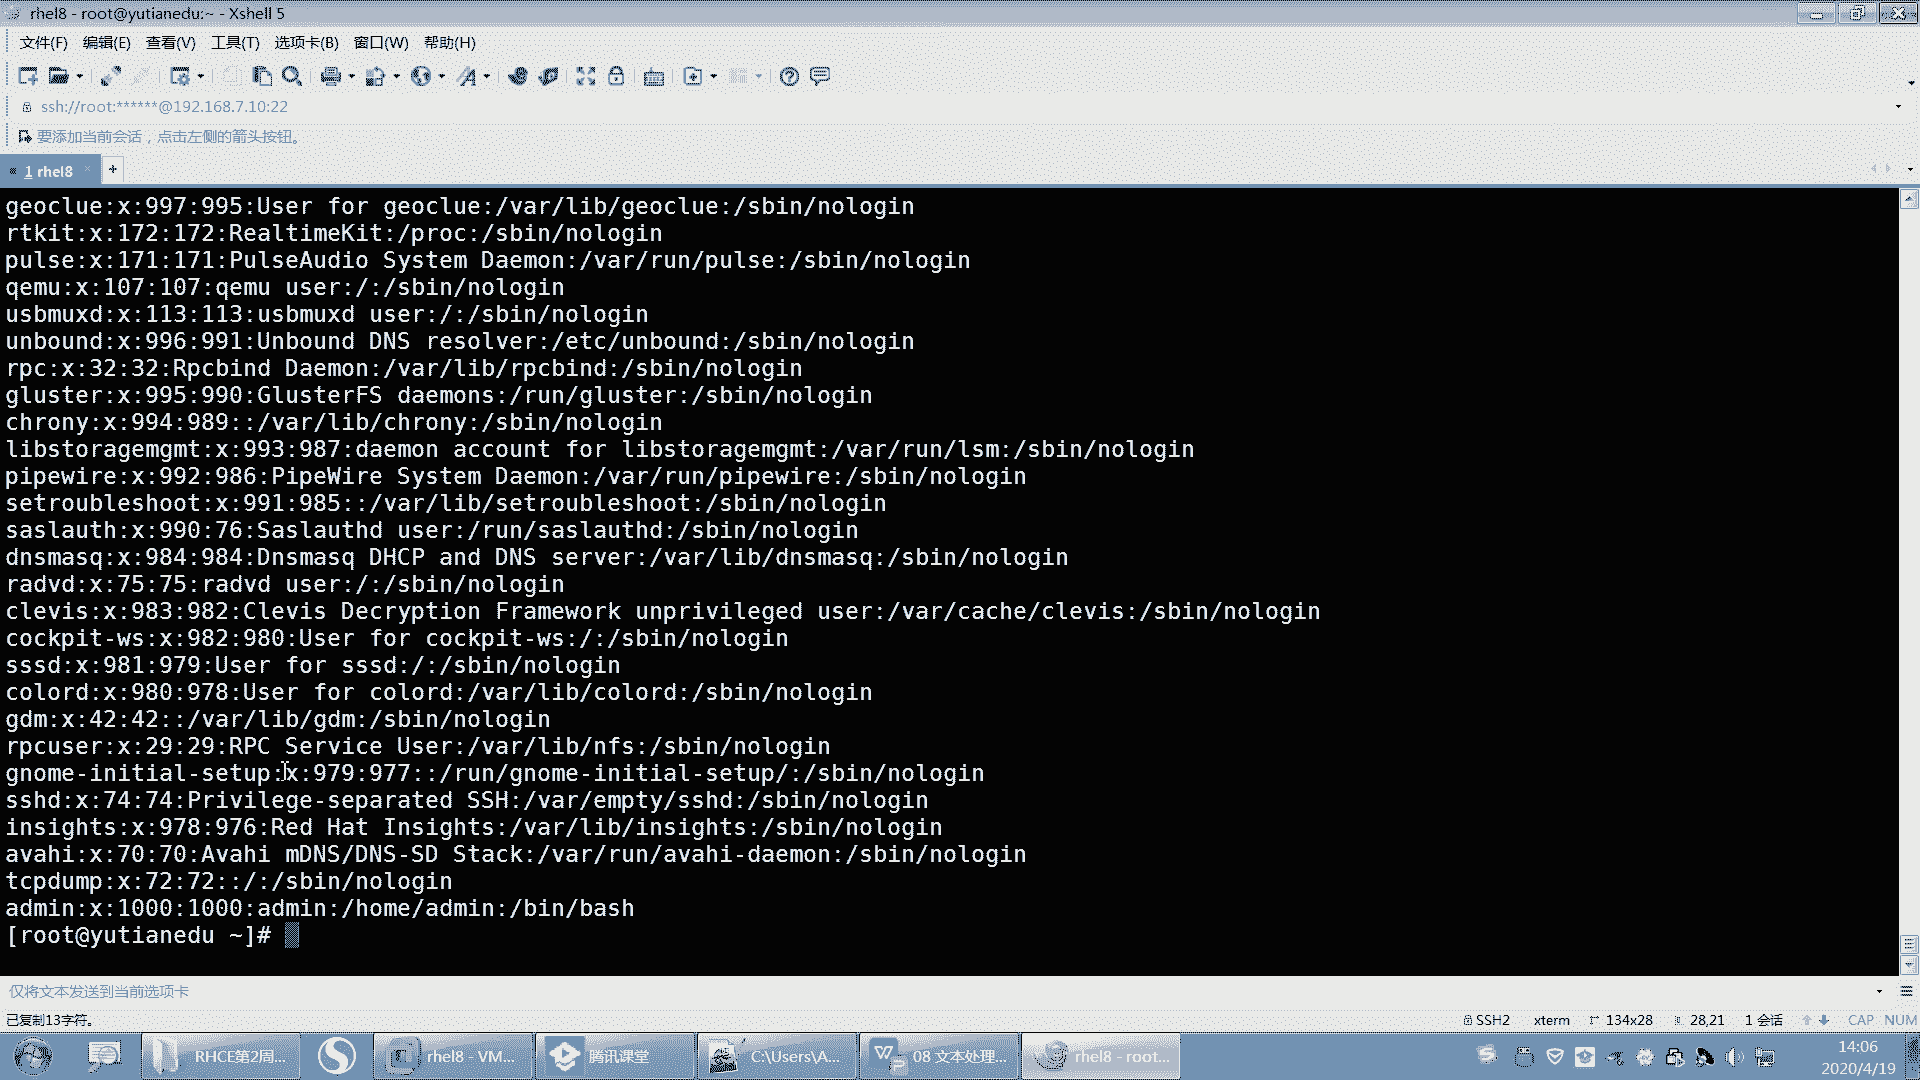 rhel8 - root@yutianedu:~ - Xshell 5
文件(F) 编辑(E) 查看(V) 工具(T) 选项卡(B) 窗口(W) 帮助(H)
ssh://root:******@192.168.7.10:22
要添加当前会话，点击左侧的箭头按钮。
1 rhel8
geoclue:x:997:995:User for geoclue:/var/lib/geoclue:/sbin/nologin
rtkit:x:172:172:RealtimeKit:/proc:/sbin/nologin
pulse:x:171:171:PulseAudio System Daemon:/var/run/pulse:/sbin/nologin
qemu:x:107:107:qemu user:/:/sbin/nologin
usbmuxd:x:113:113:usbmuxd user:/:/sbin/nologin
unbound:x:996:991:Unbound DNS resolver:/etc/unbound:/sbin/nologin
rpc:x:32:32:Rpcbind Daemon:/var/lib/rpcbind:/sbin/nologin
gluster:x:995:990:GlusterFS daemons:/run/gluster:/sbin/nologin
chrony:x:994:989::/var/lib/chrony:/sbin/nologin
libstoragemgmt:x:993:987:daemon account for libstoragemgmt:/var/run/lsm:/sbin/nologin
pipewire:x:992:986:PipeWire System Daemon:/var/run/pipewire:/sbin/nologin
setroubleshoot:x:991:985::/var/lib/setroubleshoot:/sbin/nologin
saslauth:x:990:76:Saslauthd user:/run/saslauthd:/sbin/nologin
dnsmasq:x:984:984:Dnsmasq DHCP and DNS server:/var/lib/dnsmasq:/sbin/nologin
radvd:x:75:75:radvd user:/:/sbin/nologin
clevis:x:983:982:Clevis Decryption Framework unprivileged user:/var/cache/clevis:/sbin/nologin
cockpit-ws:x:982:980:User for cockpit-ws:/:/sbin/nologin
sssd:x:981:979:User for sssd:/:/sbin/nologin
colord:x:980:978:User for colord:/var/lib/colord:/sbin/nologin
gdm:x:42:42::/var/lib/gdm:/sbin/nologin
rpcuser:x:29:29:RPC Service User:/var/lib/nfs:/sbin/nologin
gnome-initial-setup:x:979:977::/run/gnome-initial-setup/:/sbin/nologin
sshd:x:74:74:Privilege-separated SSH:/var/empty/sshd:/sbin/nologin
insights:x:978:976:Red Hat Insights:/var/lib/insights:/sbin/nologin
avahi:x:70:70:Avahi mDNS/DNS-SD Stack:/var/run/avahi-daemon:/sbin/nologin
tcpdump:x:72:72::/:/sbin/nologin
admin:x:1000:1000:admin:/home/admin:/bin/bash
[root@yutianedu ~]#
仅将文本发送到当前选项卡
已复制13字符。 SSH2 xterm 134x28 28,21 1 会话 CAP NUM
RHCE第2周... rhel8 - VM... 腾讯课堂 C:\Users\A... 08 文本处理... rhel8 - root... 14:06
2020/4/19